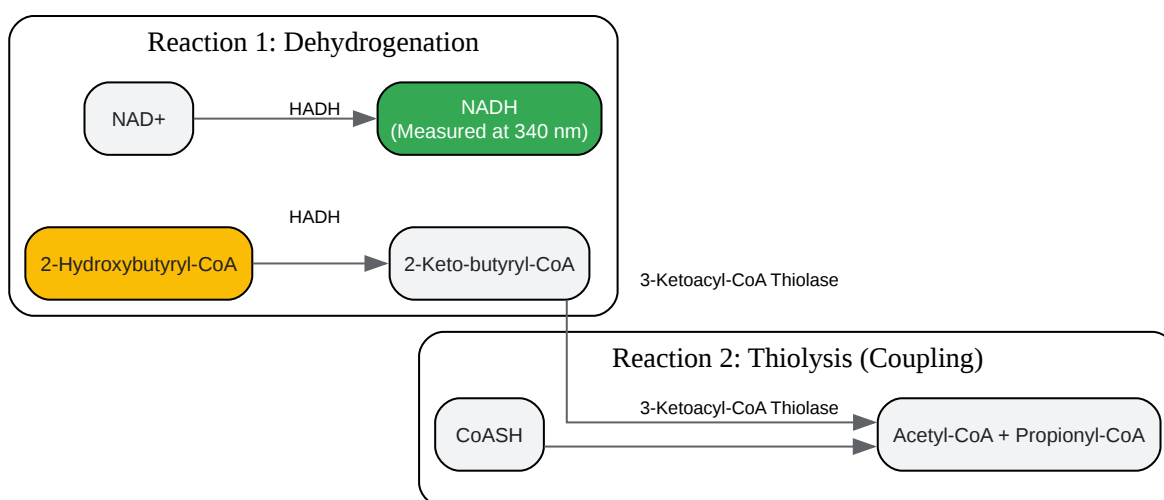 Reaction 1: Dehydrogenation
NAD+
HADH
NADH
(Measured at 340 nm)
HADH
2-Hydroxybutyryl-CoA
2-Keto-butyryl-CoA
3-Ketoacyl-CoA Thiolase
Reaction 2: Thiolysis (Coupling)
3-Ketoacyl-CoA Thiolase
CoASH
Acetyl-CoA + Propionyl-CoA